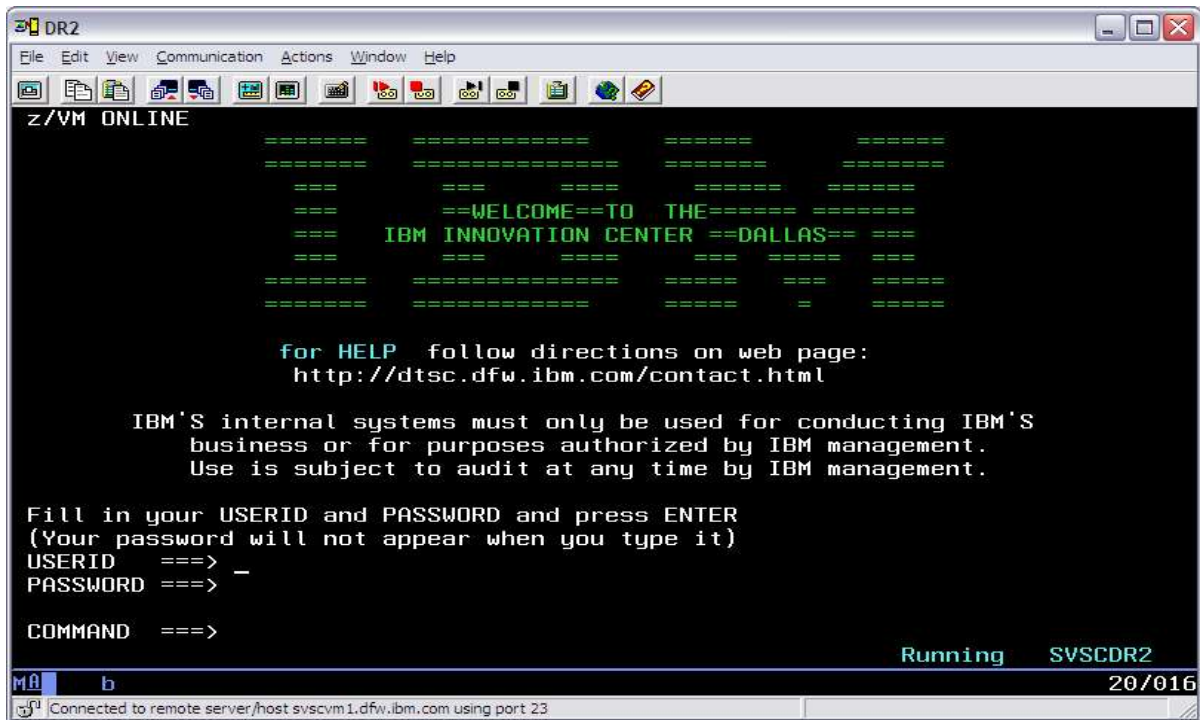 DR2
File Edit View Communication Actions Window Help
z/VM ONLINE
======= ============ ====== ======
======= ============== ======= =======
=== === ==== ====== ======
=== ==WELCOME==TO THE====== =======
=== IBM INNOVATION CENTER ==DALLAS== ===
=== === ==== === ===== ===
======= ============== ===== === =====
======= ============ ===== = =====
for HELP follow directions on web page:
http://dtsc.dfw.ibm.com/contact.html
IBM'S internal systems must only be used for conducting IBM'S
business or for purposes authorized by IBM management.
Use is subject to audit at any time by IBM management.
Fill in your USERID and PASSWORD and press ENTER
(Your password will not appear when you type it)
USERID ===> _
PASSWORD ===>
COMMAND ===>
Running SVSCDR2
MA b 20/016
Connected to remote server/host svscvm1.dfw.ibm.com using port 23